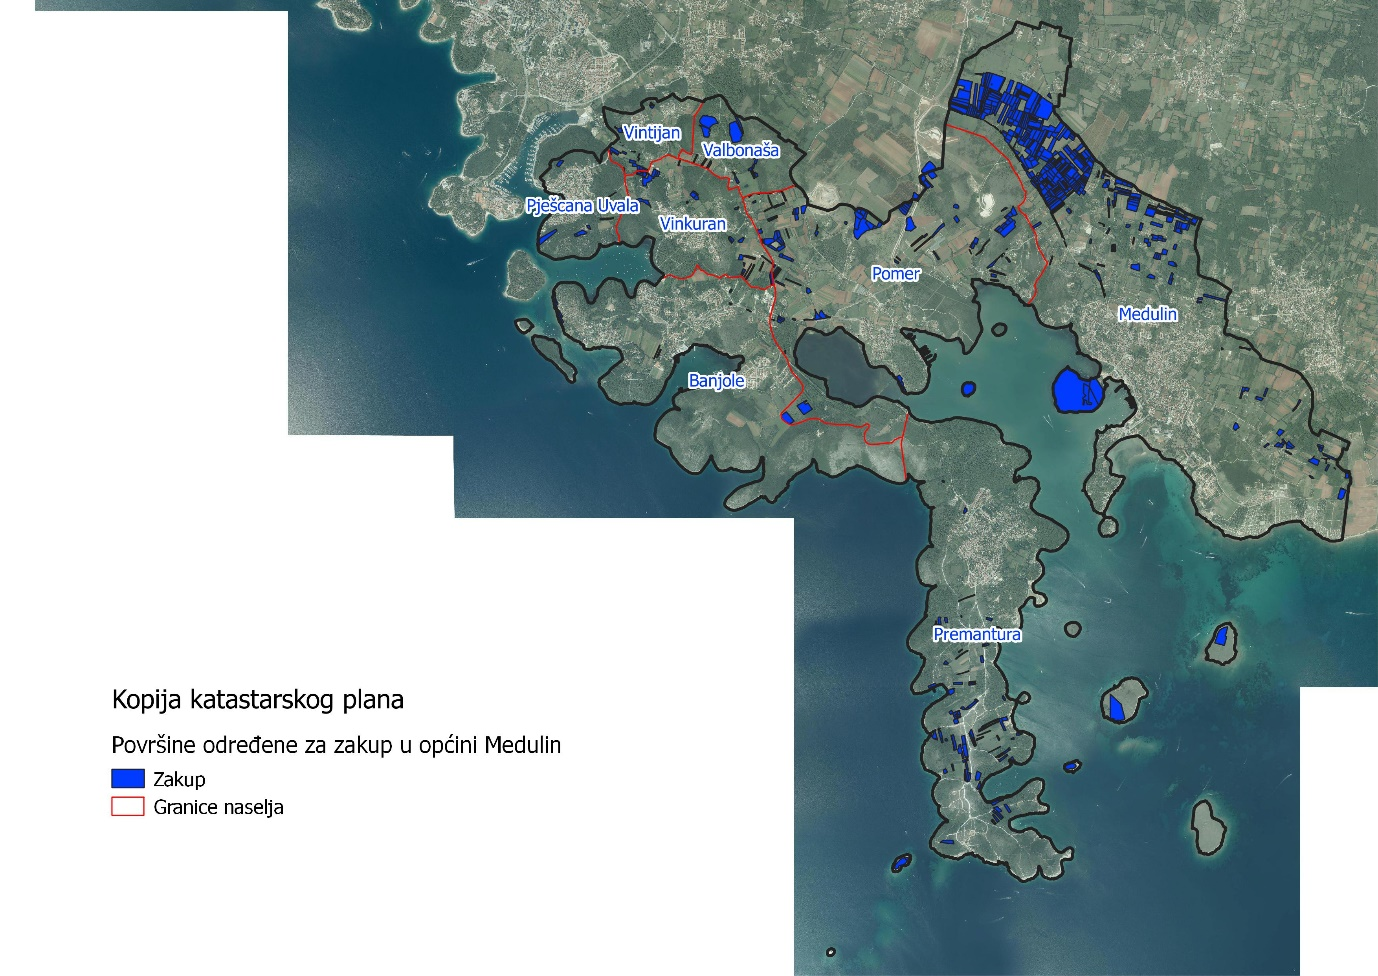 Vintijan
Valbonaša
Pješcana Uvala
Vinkuran
Pomer
Medulin
Banjole
Premantura
Kopija katastarskog plana
Površine određene za zakup u općini Medulin
Zakup
Granice naselja